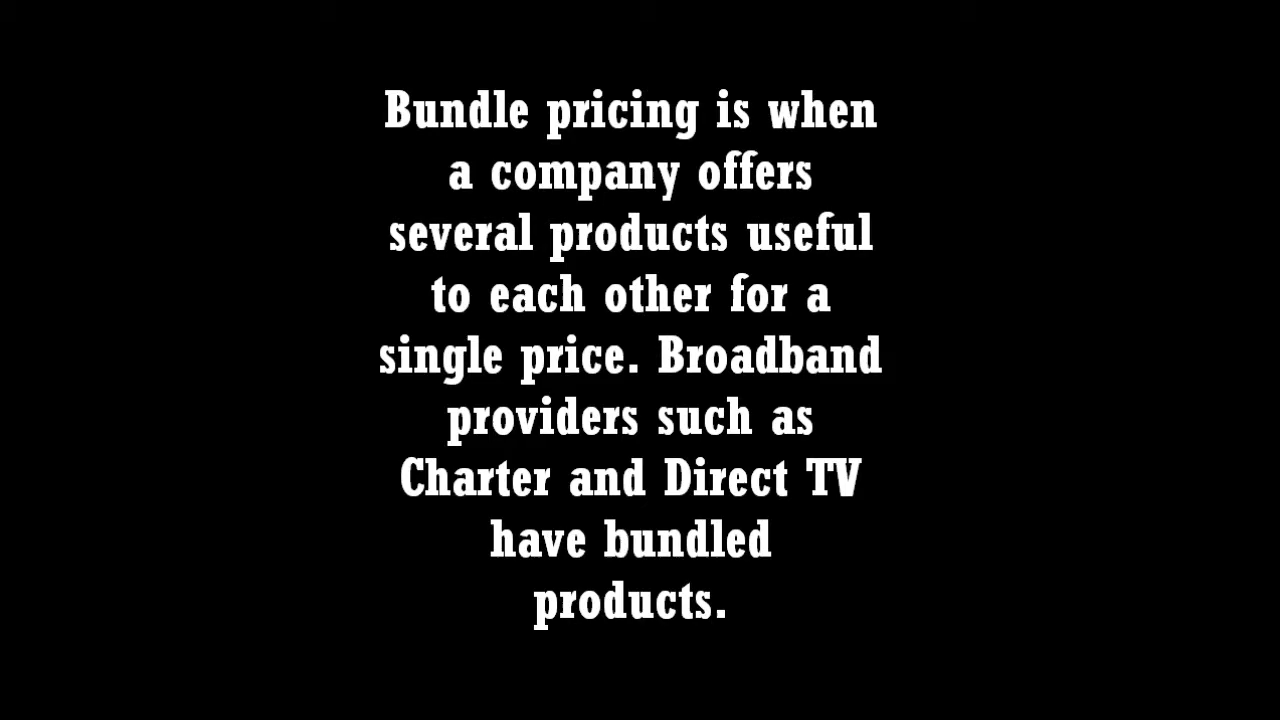 Bundle pricing is when
a company offers
several products useful
to each other for a
single price. Broadband
providers such as
Charter and Direct TV
have bundled
products.